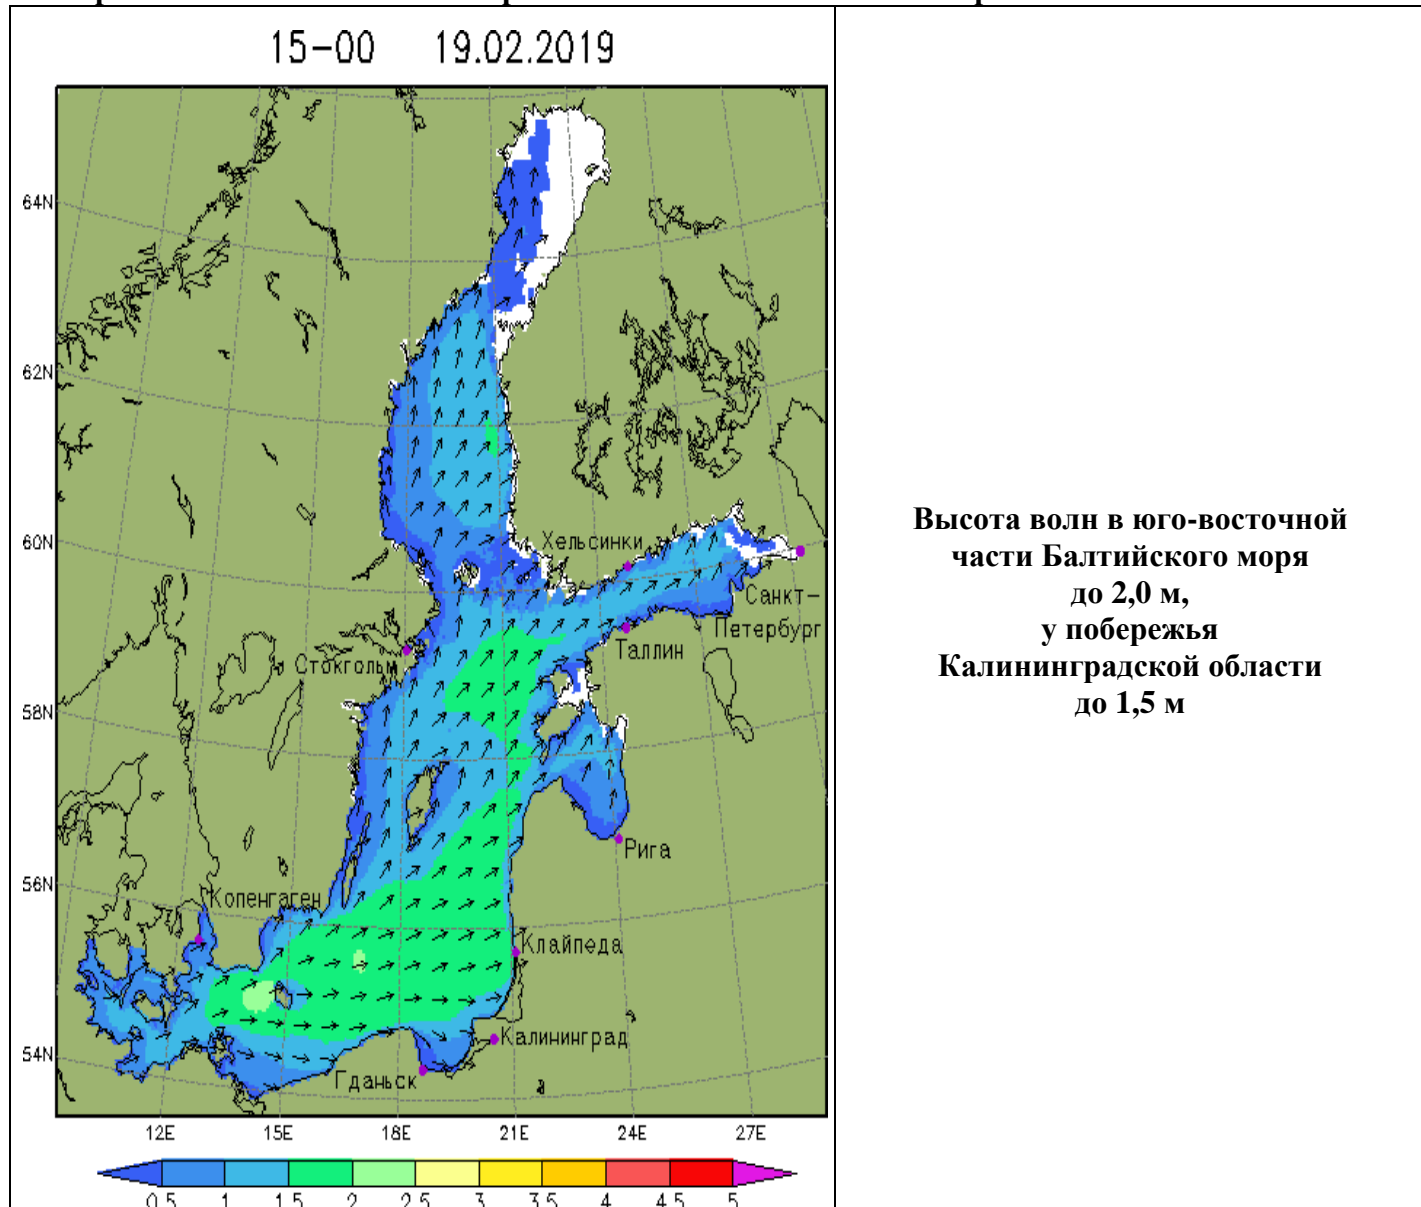 15-00 19.02.2019
64N
62N
60N
58N
56N
54N
Хельсинки
Санкт-
Петербург
Таллин
Стокгольм
Рига
Копенгаген
Клайпеда
Калининград
Гданьск
12E 15E 18E 21E 24E 27E
0.5 1 1.5 2 2.5 3 3.5 4 4.5 5
Высота волн в юго-восточной
части Балтийского моря
до 2,0 м,
у побережья
Калининградской области
до 1,5 м